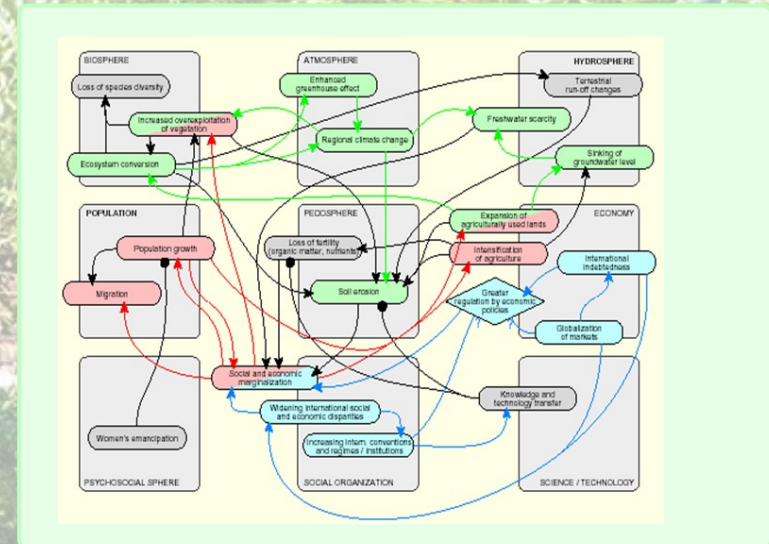 BIOSPHERE
Loss of species diversity
Increased overexploitation
of vegetation
Ecosystem conversion
ATMOSPHERE
Enhanced
greenhouse effect
Regional climate change
HYDROSPHERE
Terrestrial
run-off changes
Freshwater scarcity
Sinking of
groundwater level
POPULATION
Population growth
Migration
PEDOSPHERE
Loss of fertility
(organic matter, nutrients)
Soil erosion
ECONOMY
Expansion of
agriculturally used lands
Intensification
of agriculture
International
indebtedness
Greater
regulation by economic
policies
Globalization
of markets
Social and economic
marginalization
Widening international social
and economic disparities
Increasing intern. conventions
and regimes / institutions
Knowledge and
technology transfer
Women's emancipation
PSYCHOSOCIAL SPHERE
SOCIAL ORGANIZATION
SCIENCE / TECHNOLOGY